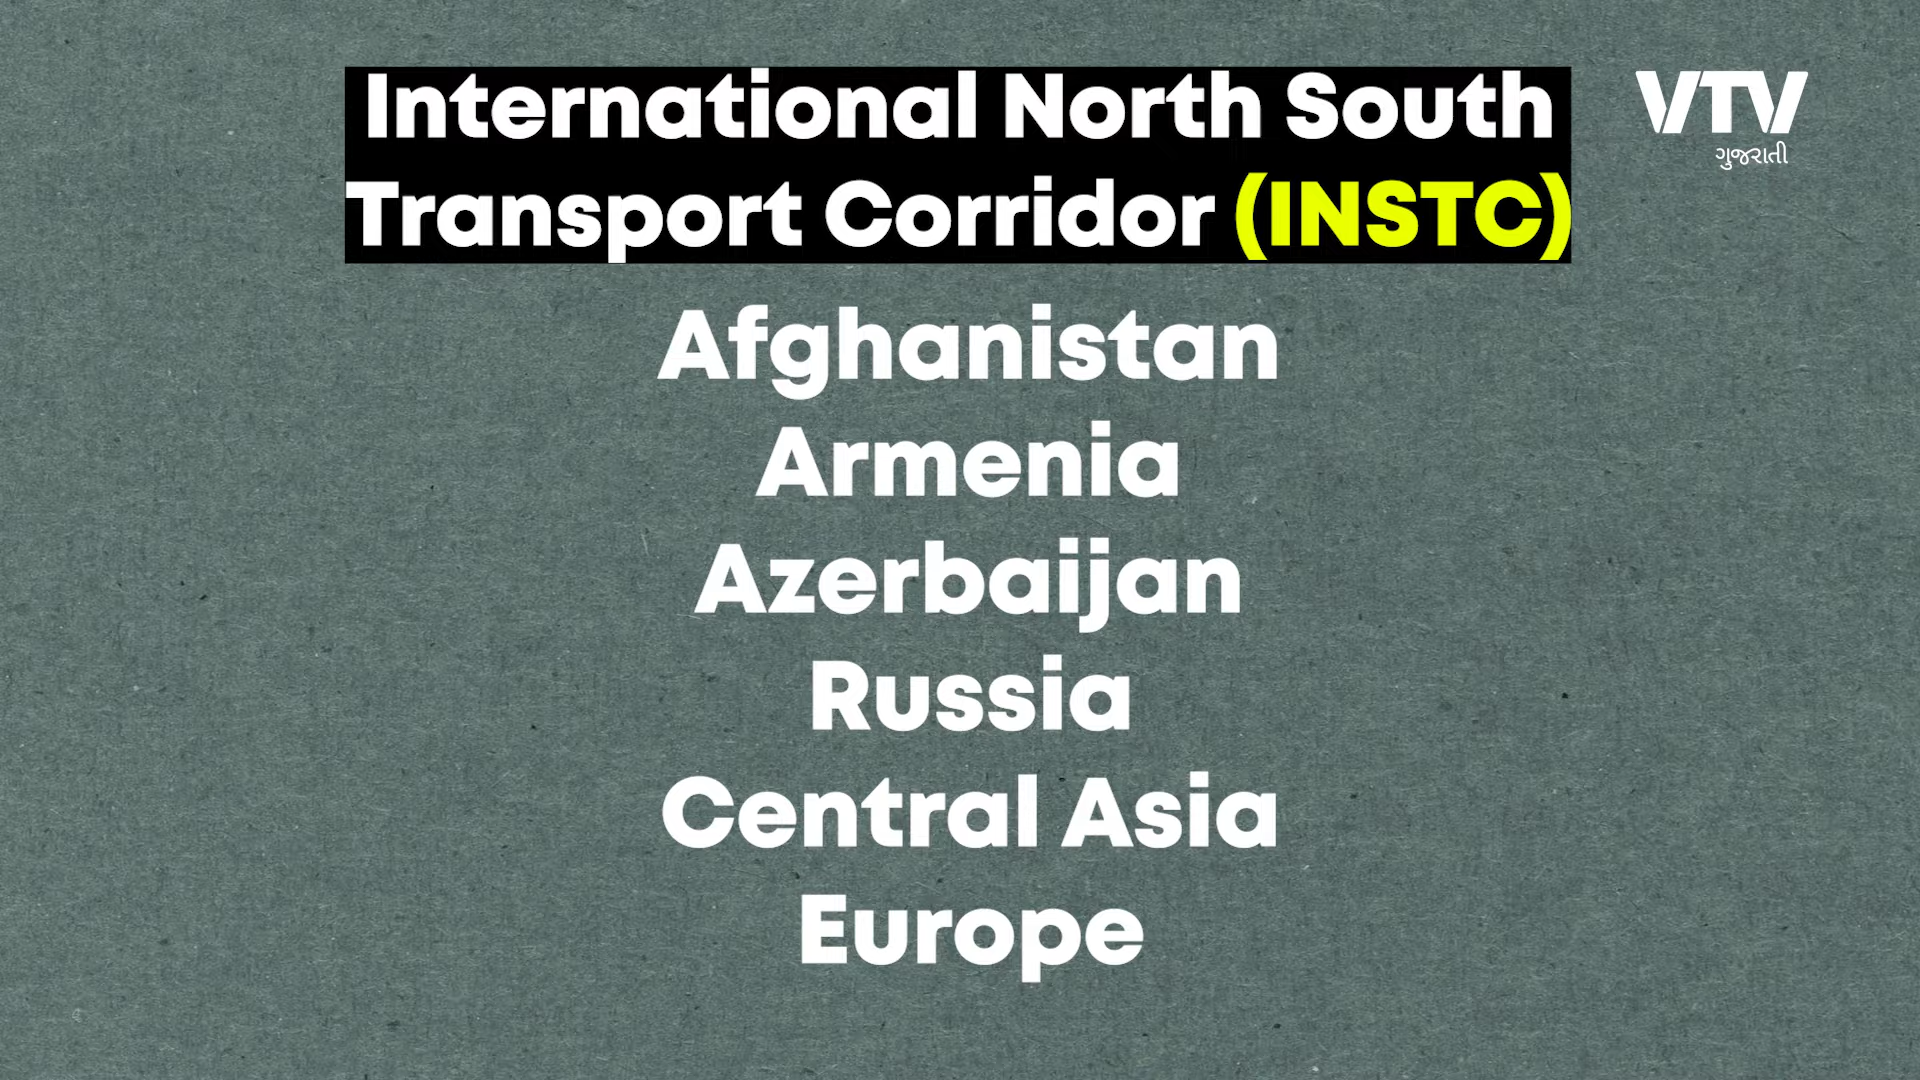 International North South
Transport Corridor (INSTC)
VTV
ગુજરાતી
Afghanistan
Armenia
Azerbaijan
Russia
Central Asia
Europe